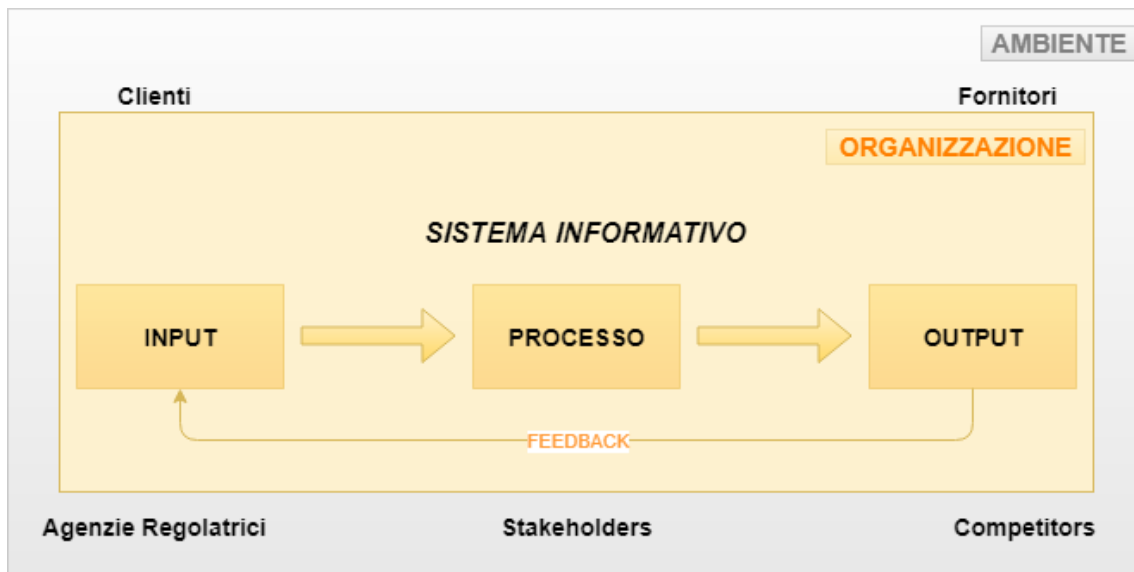 AMBIENTE
Clienti
Fornitori
ORGANIZZAZIONE
SISTEMA INFORMATIVO
INPUT
PROCESSO
OUTPUT
FEEDBACK
Agenzie Regolatrici
Stakeholders
Competitors